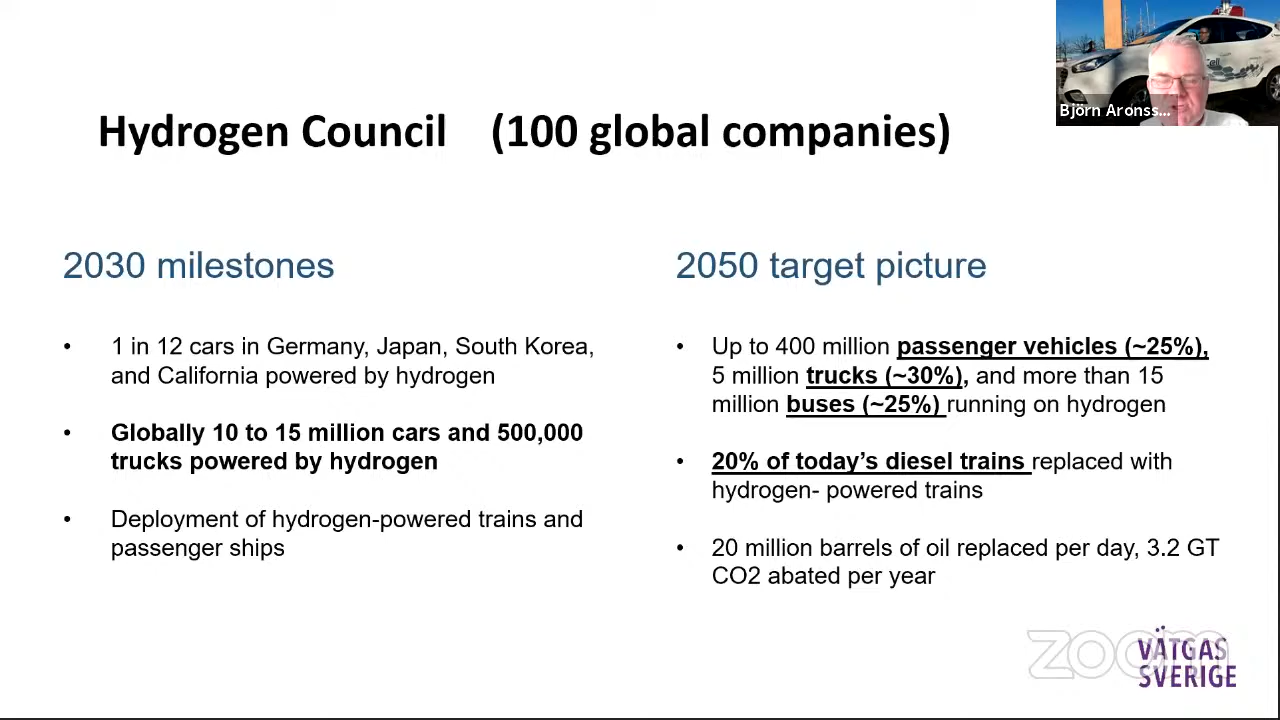 Björn Aronss...
Hydrogen Council (100 global companies)
2030 milestones
• 1 in 12 cars in Germany, Japan, South Korea,
and California powered by hydrogen
• Globally 10 to 15 million cars and 500,000
trucks powered by hydrogen
• Deployment of hydrogen-powered trains and
passenger ships
2050 target picture
• Up to 400 million passenger vehicles (~25%),
5 million trucks (~30%), and more than 15
million buses (~25%) running on hydrogen
• 20% of today's diesel trains replaced with
hydrogen- powered trains
• 20 million barrels of oil replaced per day, 3.2 GT
CO2 abated per year
zoom
VÄTGAS
SVERIGE